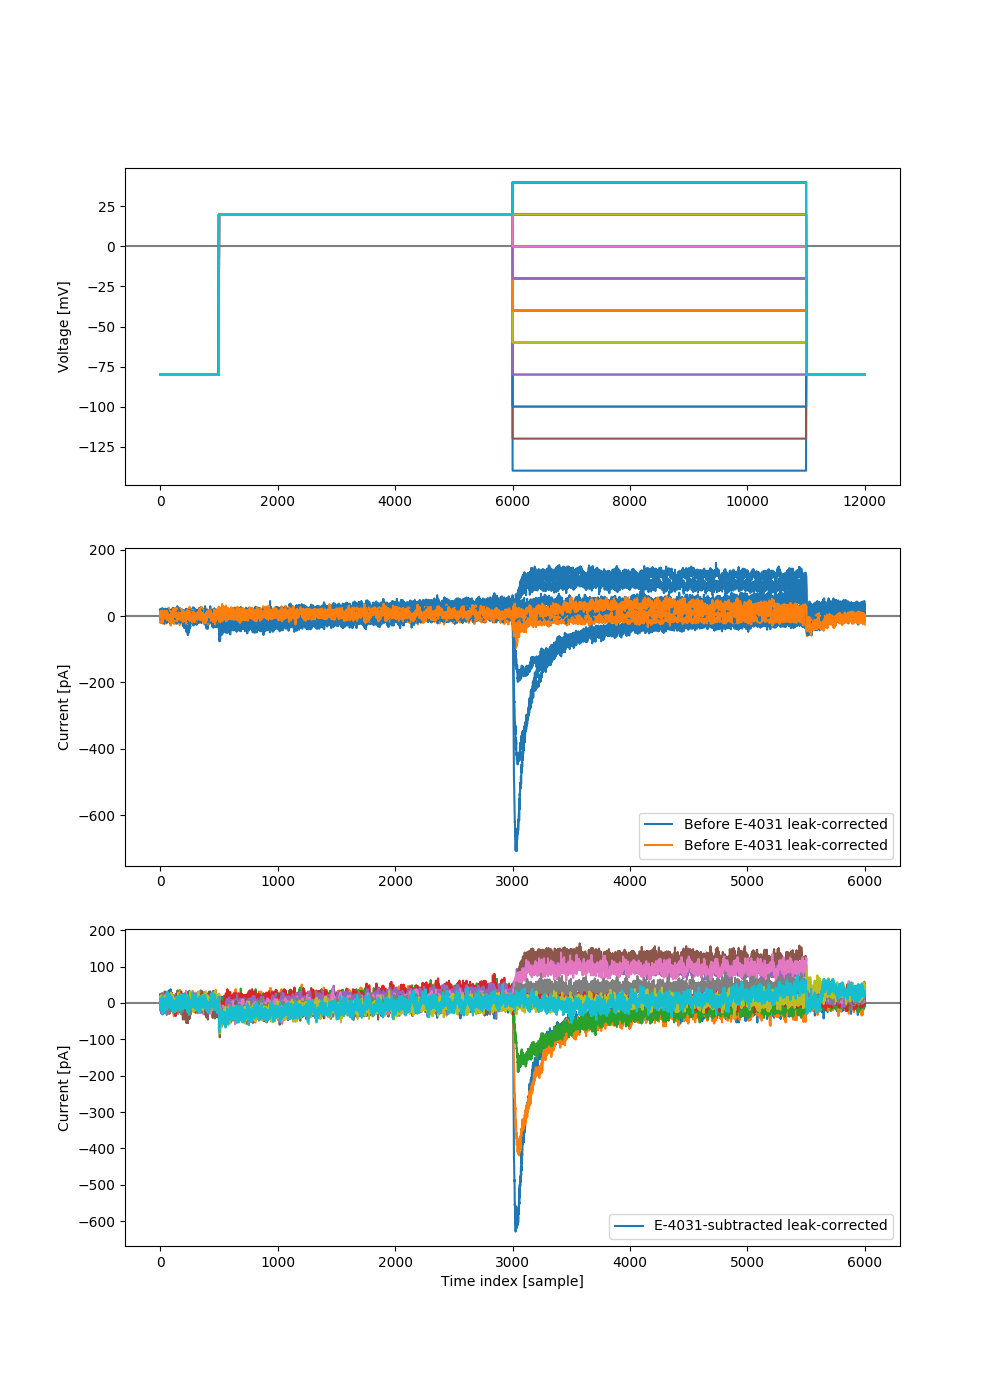 25
0
−25
−50
−75
−100
−125
Voltage [mV]
0 2000 4000 6000 8000 10000 12000
200
0
−200
−400
−600
Current [pA]
Before E-4031 leak-corrected
Before E-4031 leak-corrected
0 1000 2000 3000 4000 5000 6000
200
100
0
−100
−200
−300
−400
−500
−600
Current [pA]
E-4031-subtracted leak-corrected
0 1000 2000 3000 4000 5000 6000
Time index [sample]